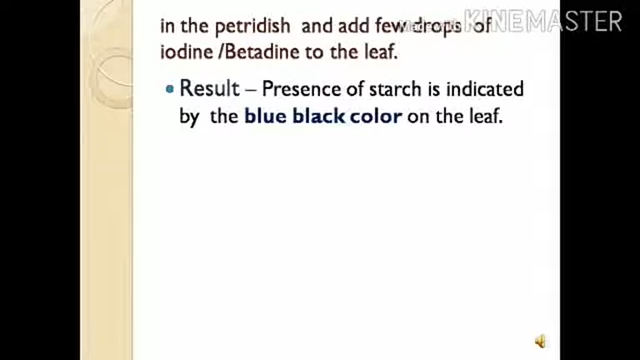 in the petridish and add few drops of
iodine /Betadine to the leaf.
Result – Presence of starch is indicated
by the blue black color on the leaf.
KINEMASTER